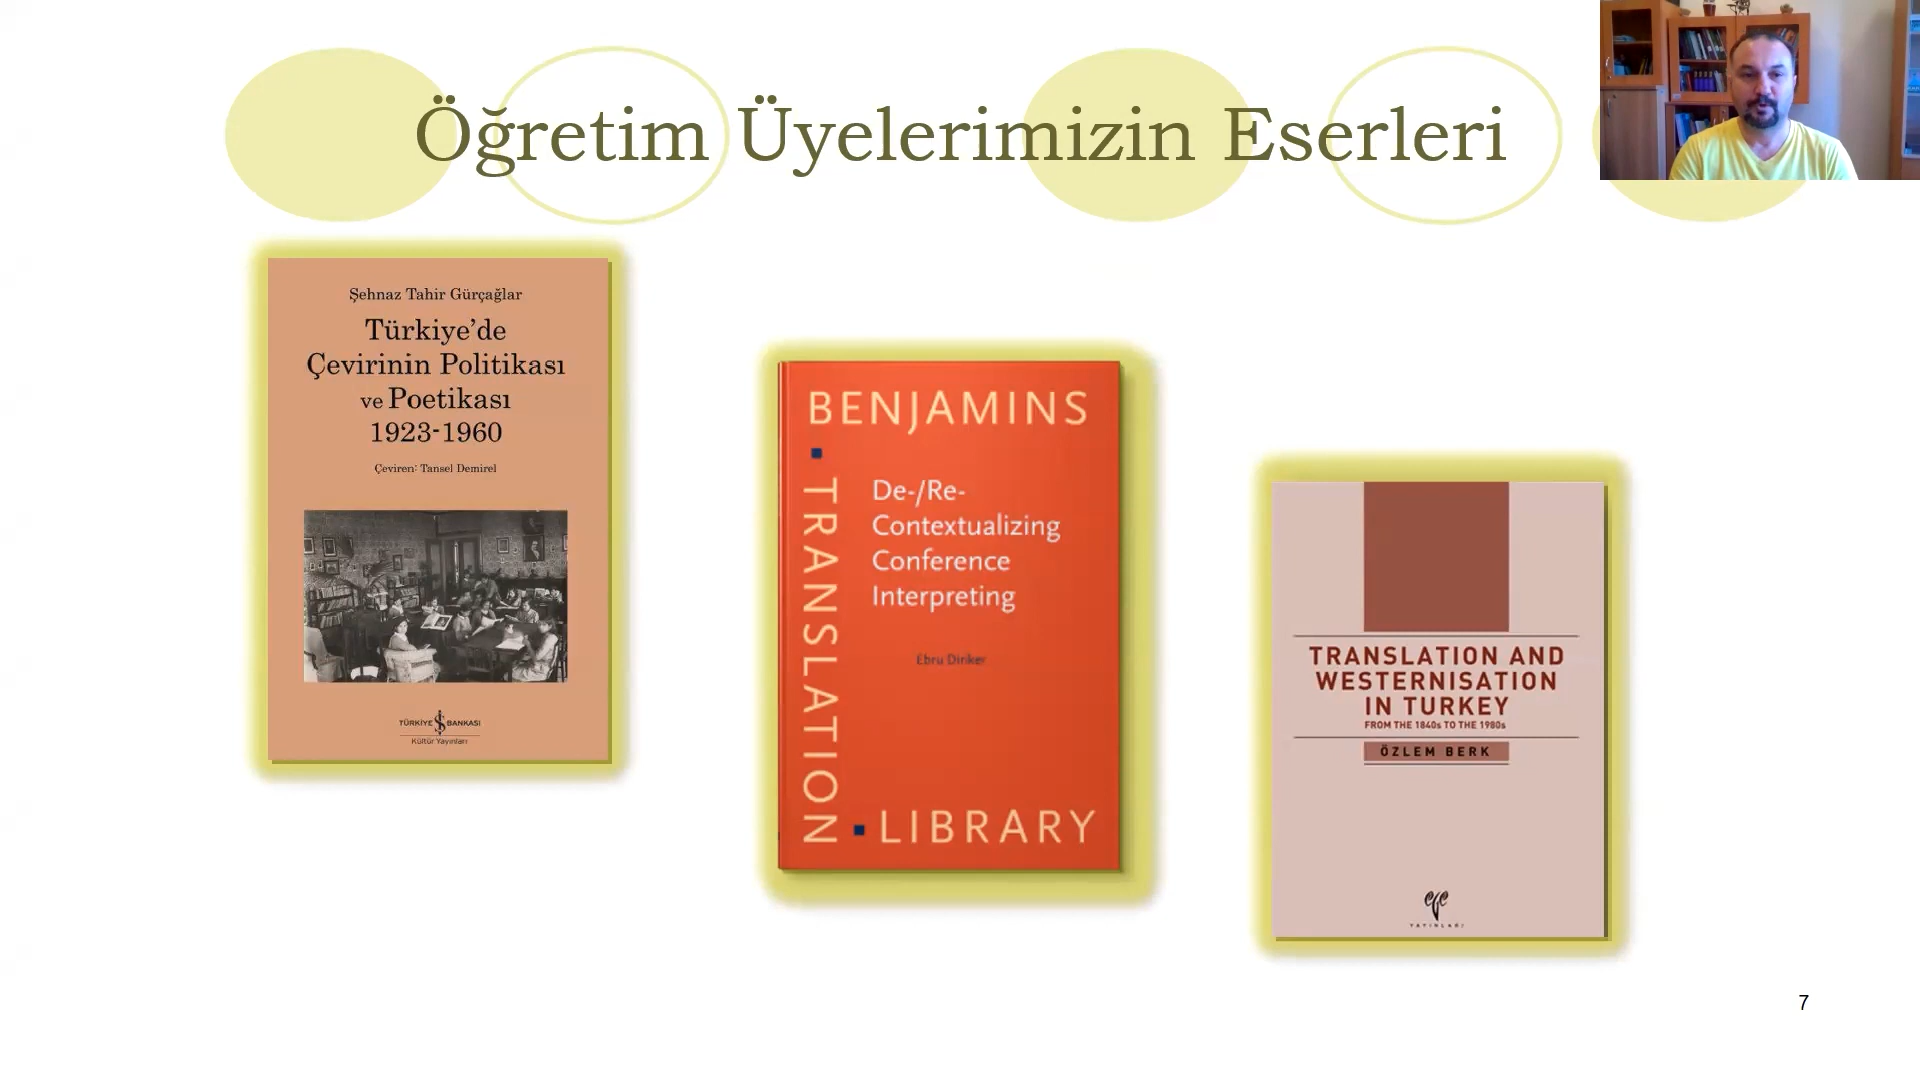 Öğretim Üyelerimizin Eserleri
Şehnaz Tahir Gürçağlar
Türkiye'de
Çevirinin Politikası
ve Poetikası
1923-1960
Çeviren: Tansel Demirel
TÜRKİYE İŞ BANKASI
Kültür Yayınları
BENJAMINS
TRANSLATION
LIBRARY
De-/Re-
Contextualizing
Conference
Interpreting
Ebru Diriker
TRANSLATION AND
WESTERNISATION
IN TURKEY
FROM THE 1840s TO THE 1980s
ÖZLEM BERK
ege
YAYINLARI
7